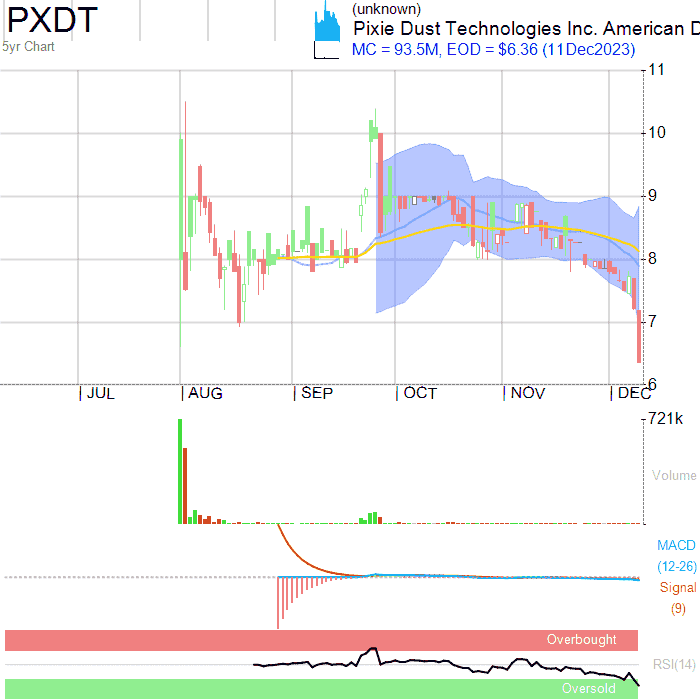 PXDT
(unknown)
Pixie Dust Technologies Inc. American D
5yr Chart
MC = 93.5M, EOD = $6.36 (11Dec2023)
11
10
9
8
7
6
JUL AUG SEP OCT NOV DEC
721k
Volume
MACD
(12-26)
Signal
(9)
Overbought
RSI(14)
Oversold